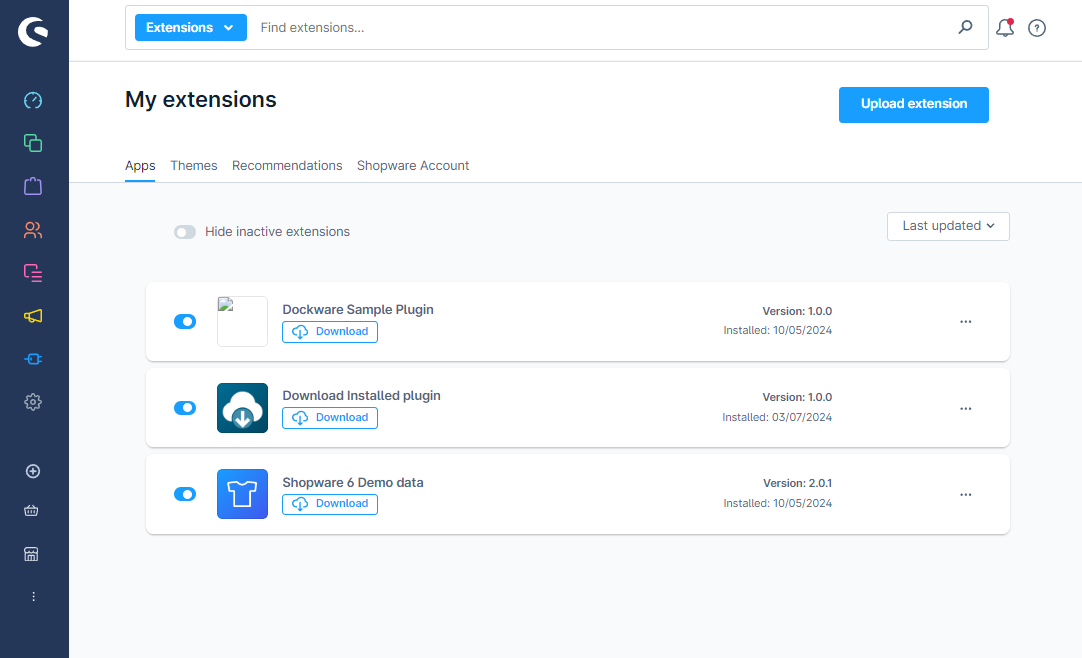 Extensions
Find extensions...
My extensions
Upload extension
Apps Themes Recommendations Shopware Account
Hide inactive extensions
Last updated
Dockware Sample Plugin
Download
Version: 1.0.0
Installed: 10/05/2024
Download Installed plugin
Download
Version: 1.0.0
Installed: 03/07/2024
Shopware 6 Demo data
Download
Version: 2.0.1
Installed: 10/05/2024